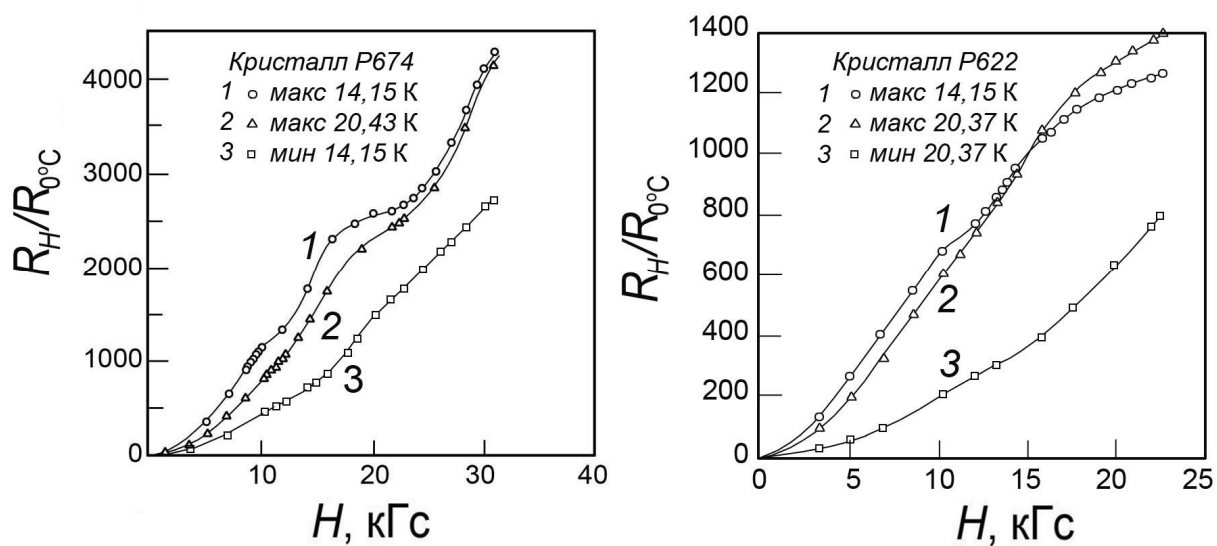 Кристалл Р674
1 макс 14,15 К
2 макс 20,43 К
3 мин 14,15 К
R_H/R_0°C
4000
3000
2000
1000
0
10
20
30
40
H, кГс
1
2
3
Кристалл Р622
1 макс 14,15 К
2 макс 20,37 К
3 мин 20,37 К
R_H/R_0°C
1400
1200
1000
800
600
400
200
0
0
5
10
15
20
25
H, кГс
1
2
3